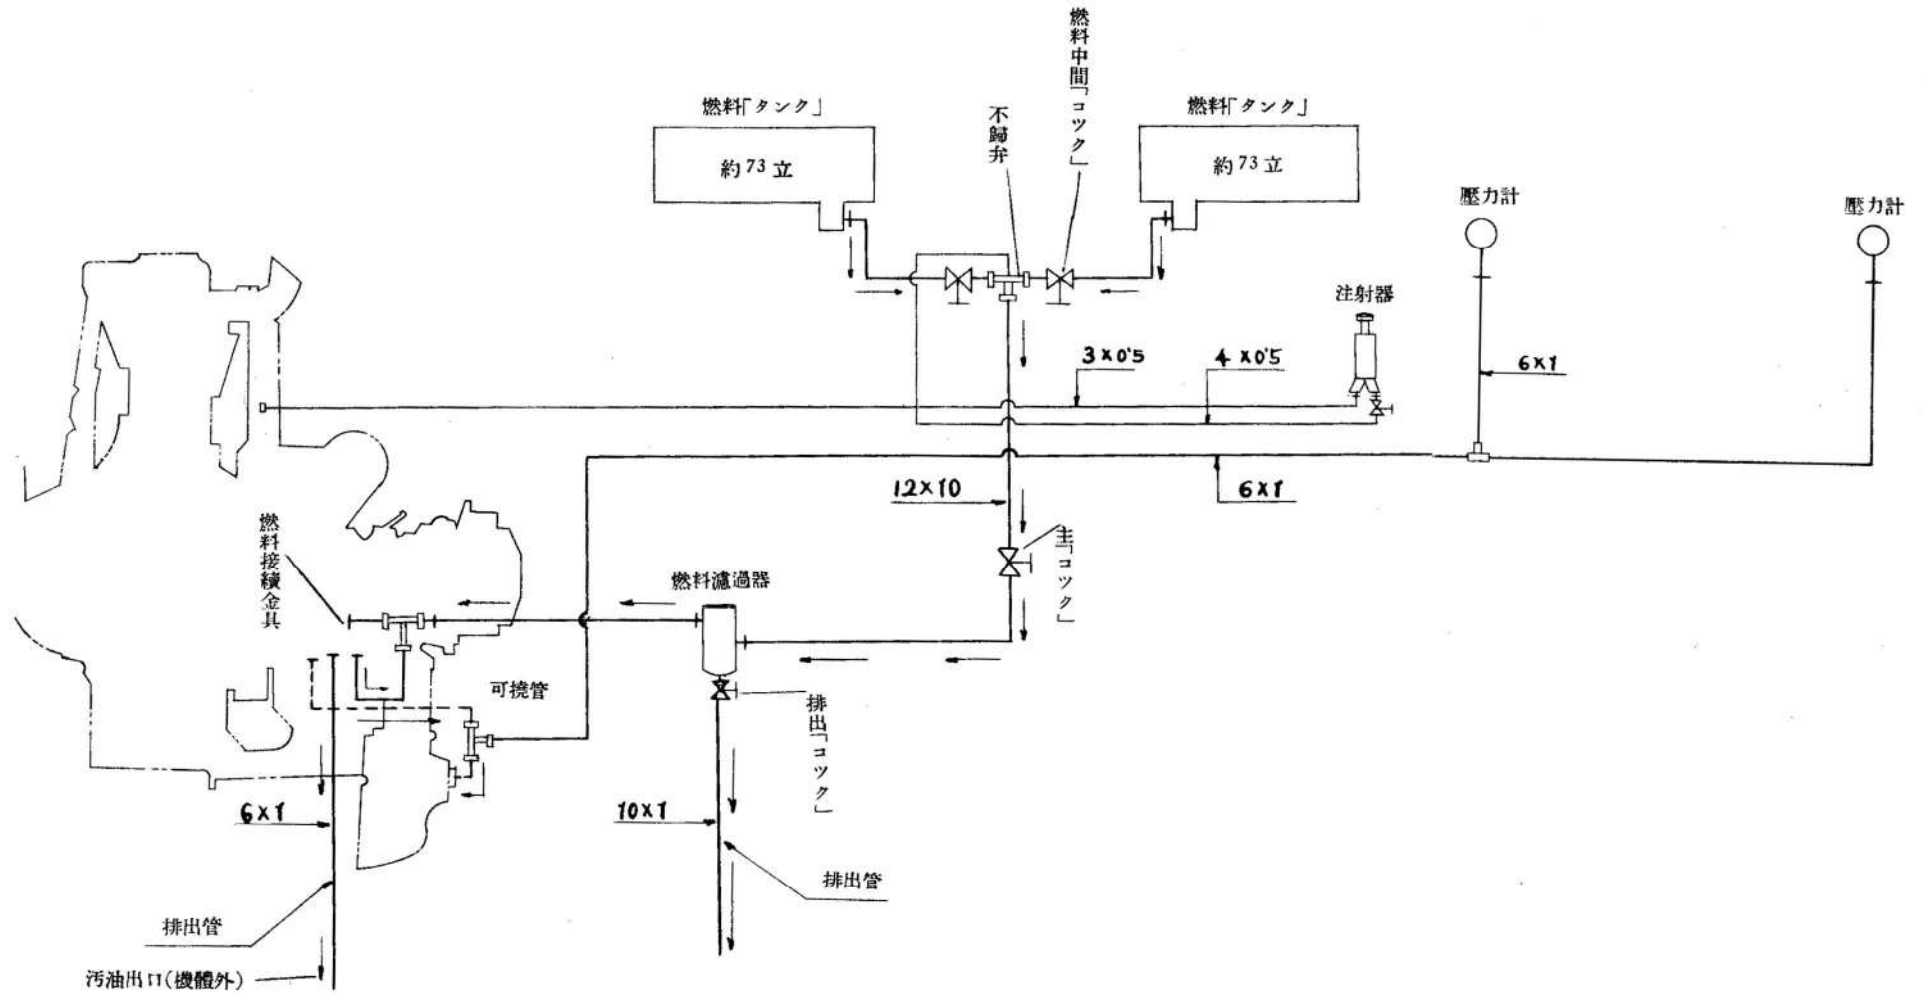 燃料中間「コツク」
燃料「タンク」
不歸弁
燃料「タンク」
約73立
約73立
壓力計
壓力計
注射器
3×0.5
4×0.5
6×1
12×10
6×1
燃料接續金具
主「コツク」
燃料濾過器
可撓管
排出「コツク」
6×1
10×1
排出管
排出管
汚油出口(機體外)